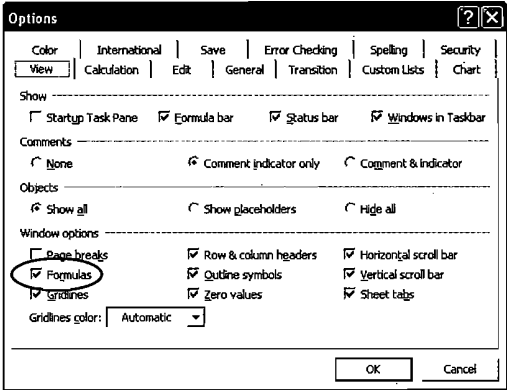 Options
Color International Save Error Checking Spelling Security
View Calculation Edit General Transition Custom Lists Chart
Show
Startup Task Pane Formula bar Status bar Windows in Taskbar
Comments
None Comment indicator only Comment & indicator
Objects
Show all Show placeholders Hide all
Window options
Page breaks Row & column headers Horizontal scroll bar
Formulas Outline symbols Vertical scroll bar
Gridlines Zero values Sheet tabs
Gridlines color: Automatic
OK Cancel